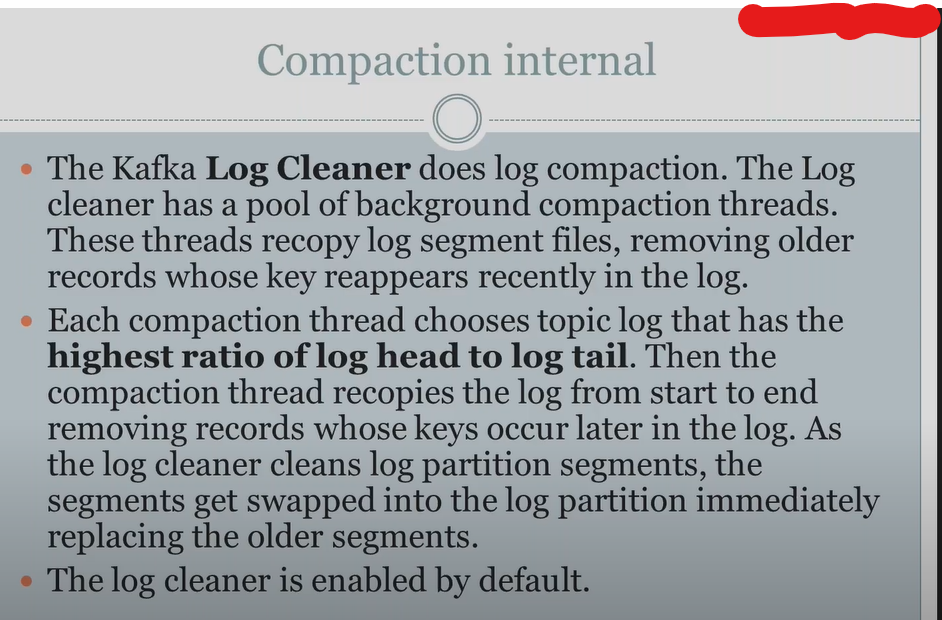 Compaction internal
• The Kafka Log Cleaner does log compaction. The Log
cleaner has a pool of background compaction threads.
These threads recopy log segment files, removing older
records whose key reappears recently in the log.
• Each compaction thread chooses topic log that has the
highest ratio of log head to log tail. Then the
compaction thread recopies the log from start to end
removing records whose keys occur later in the log. As
the log cleaner cleans log partition segments, the
segments get swapped into the log partition immediately
replacing the older segments.
• The log cleaner is enabled by default.